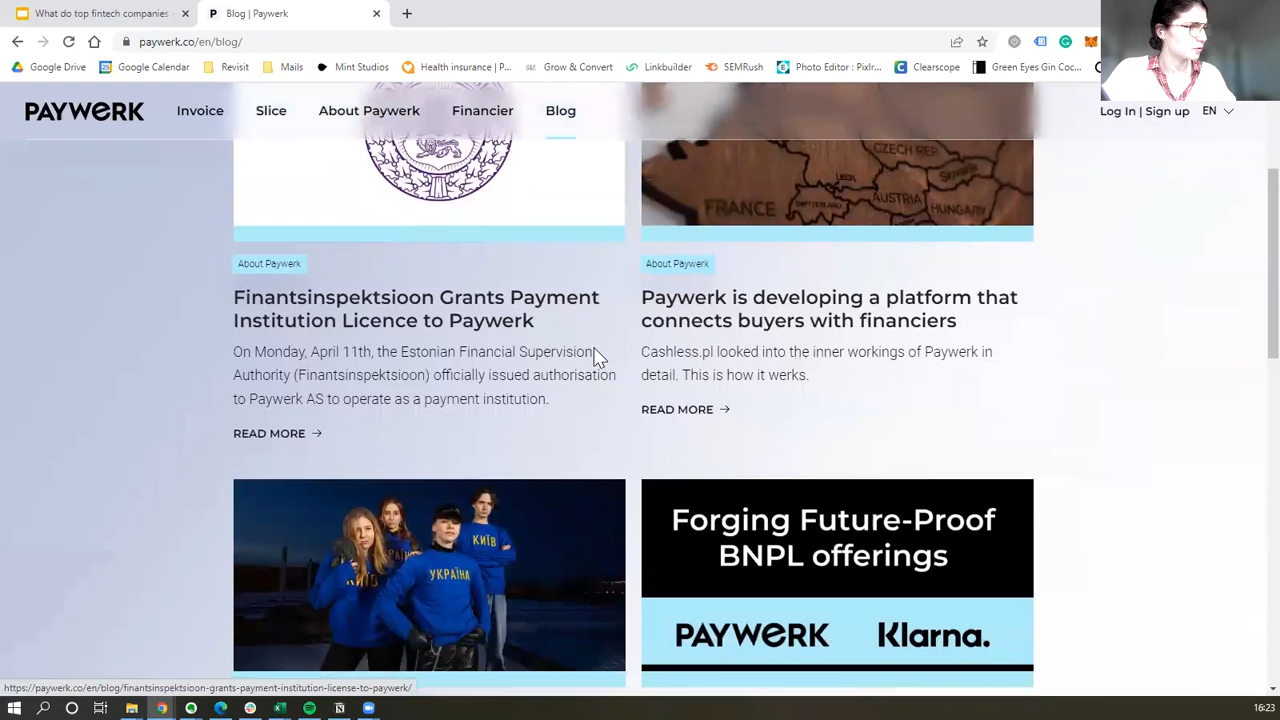 What do top fintech companies
Blog | Paywerk
paywerk.co/en/blog/
Google Drive
Google Calendar
Revisit
Mails
Mint Studios
Health insurance | P...
Grow & Convert
Linkbuilder
SEMRush
Photo Editor : Pixlr...
Clearscope
Green Eyes Gin Coc...
PAYWERK
Invoice
Slice
About Paywerk
Financier
Blog
Log In | Sign up
EN
CZECH REP.
FRANCE
SWITZERLAND
AUSTRIA
HUNGARY
About Paywerk
Finantsinspektsioon Grants Payment
Institution Licence to Paywerk
On Monday, April 11th, the Estonian Financial Supervision
Authority (Finantsinspektsioon) officially issued authorisation
to Paywerk AS to operate as a payment institution.
READ MORE
About Paywerk
Paywerk is developing a platform that
connects buyers with financiers
Cashless.pl looked into the inner workings of Paywerk in
detail. This is how it works.
READ MORE
КИЇВ
УКРАЇНА
Forging Future-Proof
BNPL offerings
PAYWERK
Klarna.
https://paywerk.co/en/blog/finantsinspektsioon-grants-payment-institution-license-to-paywerk/
16:23